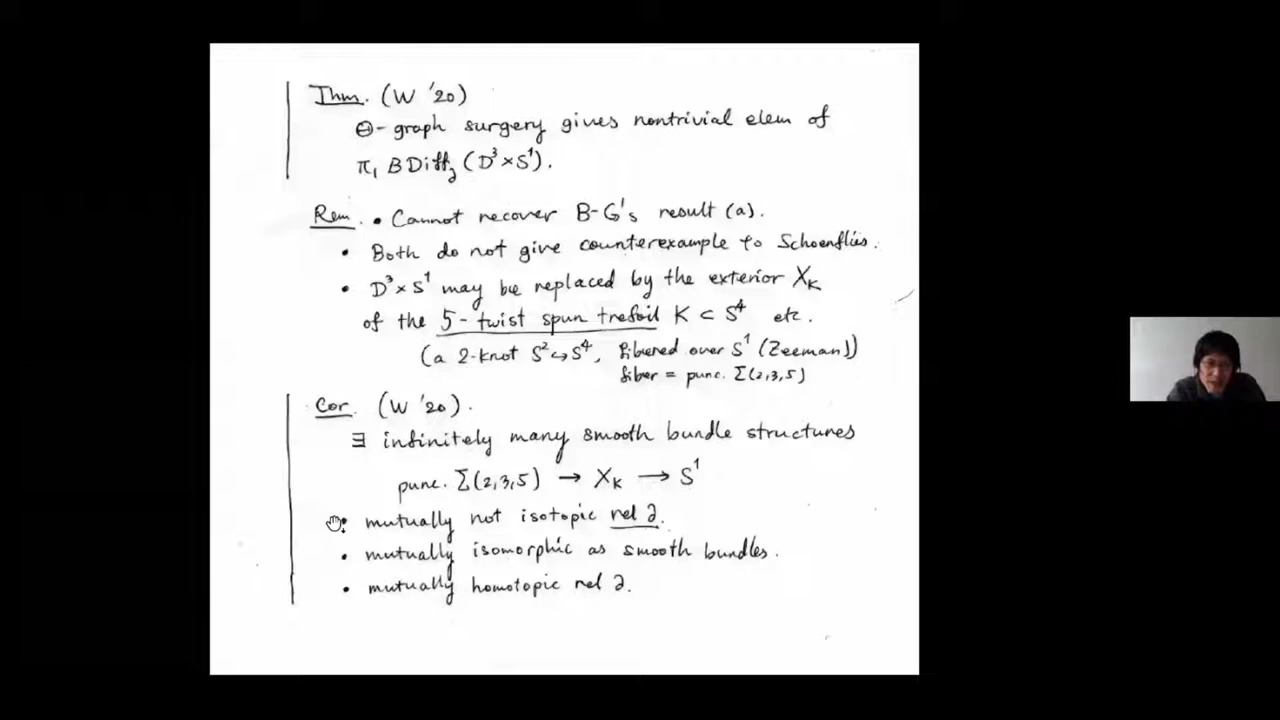 Thm. (W '20)
Θ-graph surgery gives nontrivial elem of
π₁ BDiff∂ (D³×S¹).
Rem. • Cannot recover B-G's result (a).
• Both do not give counterexample to Schoenflies.
• D³×S¹ may be replaced by the exterior X_K
of the 5-twist spun trefoil K ⊂ S⁴ etc.
(a 2-knot S²↪S⁴, fibered over S¹ (Zeeman))
fiber = punc. Σ(2,3,5)
Cor. (W '20).
∃ infinitely many smooth bundle structures
punc. Σ(2,3,5) → X_K → S¹
• mutually not isotopic rel ∂.
• mutually isomorphic as smooth bundles.
• mutually homotopic rel ∂.